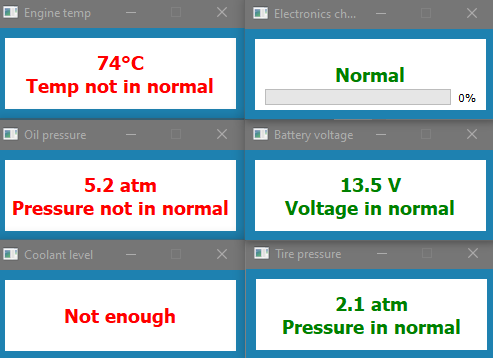 Engine temp
74°C
Temp not in normal
Electronics ch...
Normal
0%
Oil pressure
5.2 atm
Pressure not in normal
Battery voltage
13.5 V
Voltage in normal
Coolant level
Not enough
Tire pressure
2.1 atm
Pressure in normal